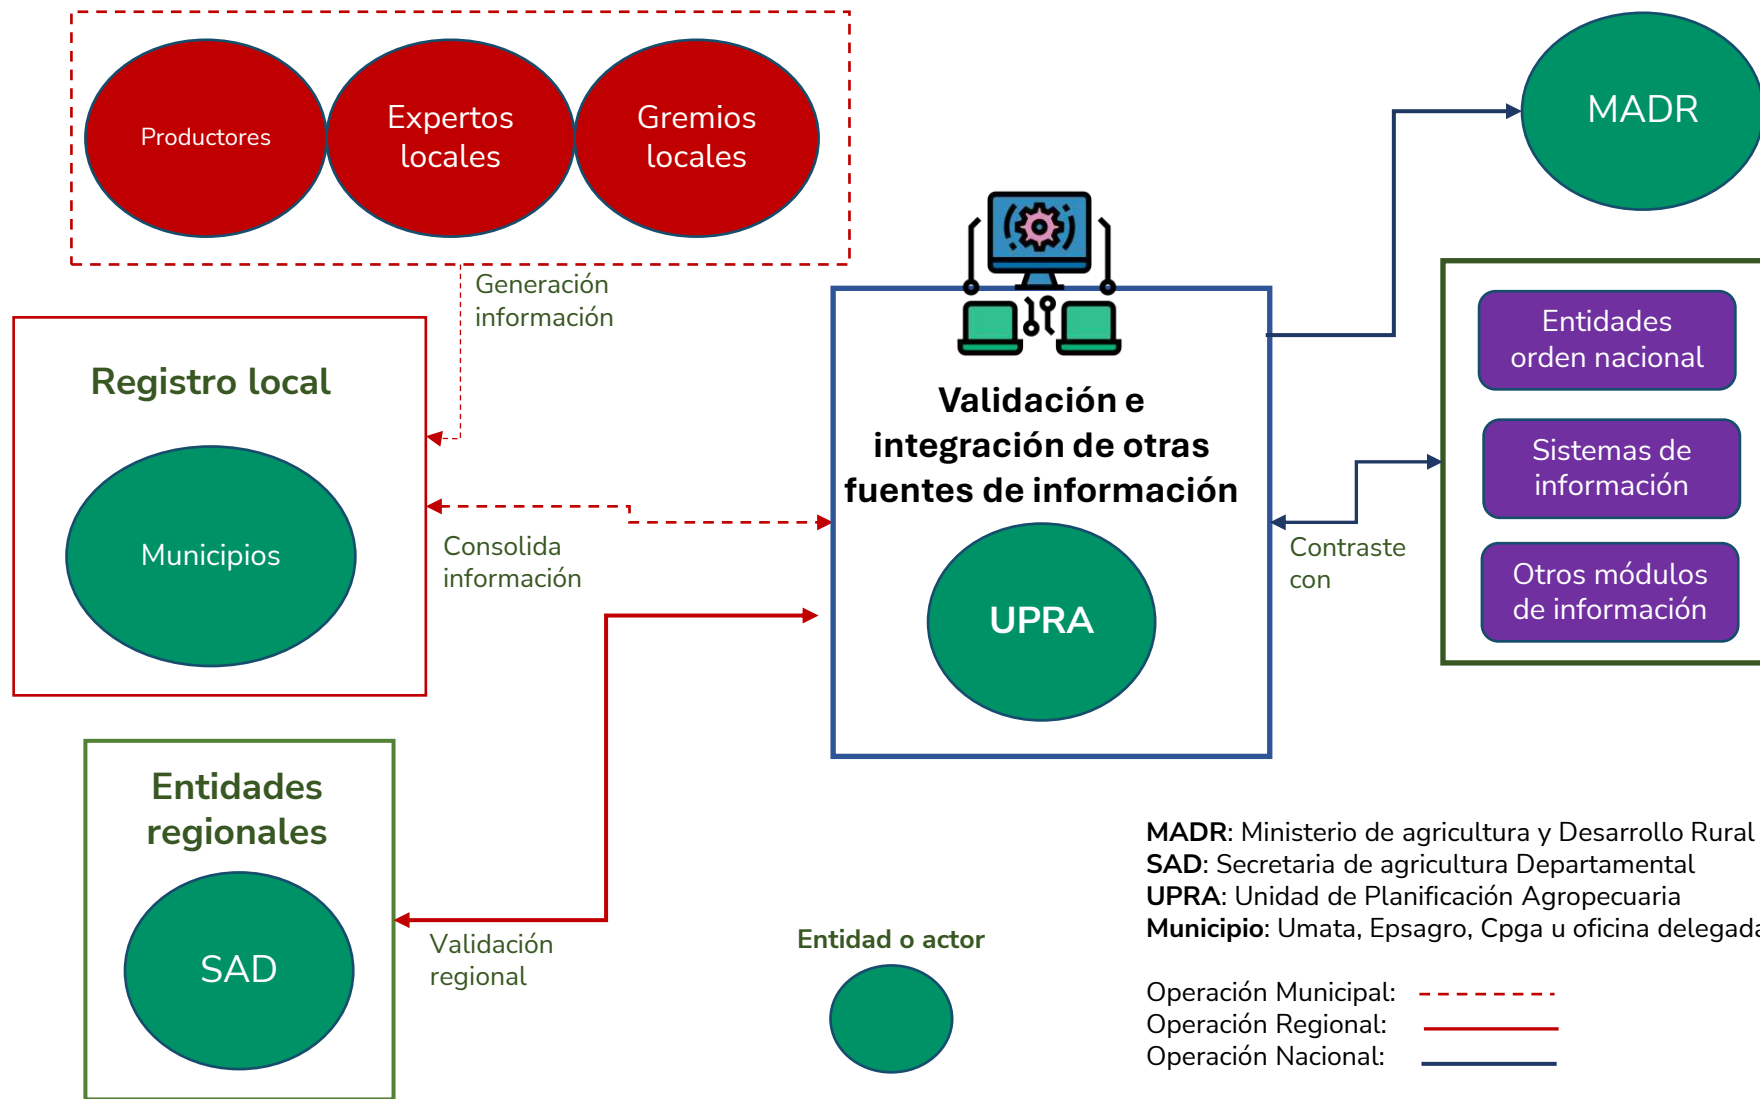 Productores
Expertos
locales
Gremios
locales
MADR
Generación
información
Registro local
Municipios
Consolida
información
Validación e
integración de otras
fuentes de información
UPRA
Entidades
orden nacional
Sistemas de
información
Otros módulos
de información
Contraste
con
Entidades
regionales
SAD
Validación
regional
Entidad o actor
MADR: Ministerio de agricultura y Desarrollo Rural
SAD: Secretaria de agricultura Departamental
UPRA: Unidad de Planificación Agropecuaria
Municipio: Umata, Epsagro, Cpga u oficina delegada
Operación Municipal:
Operación Regional:
Operación Nacional: